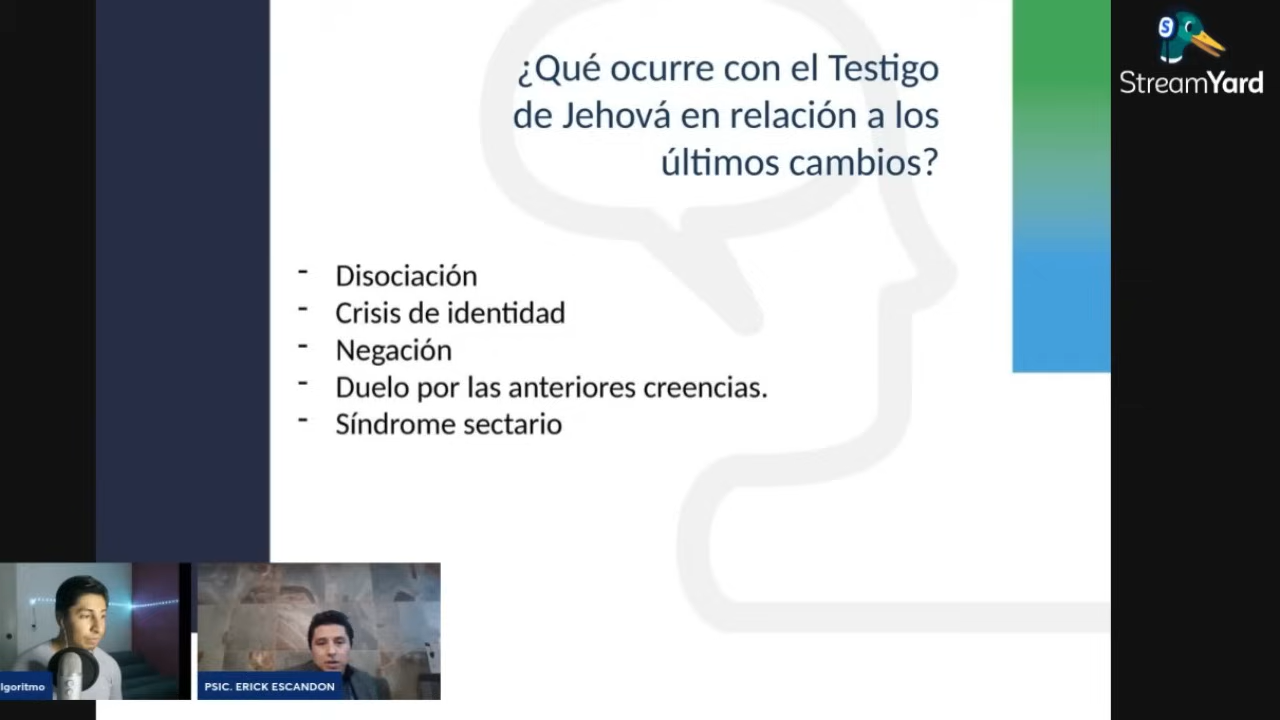 ¿Qué ocurre con el Testigo
de Jehová en relación a los
últimos cambios?
- Disociación
- Crisis de identidad
- Negación
- Duelo por las anteriores creencias.
- Síndrome sectario
S
StreamYard
lgoritmo
PSIC. ERICK ESCANDON